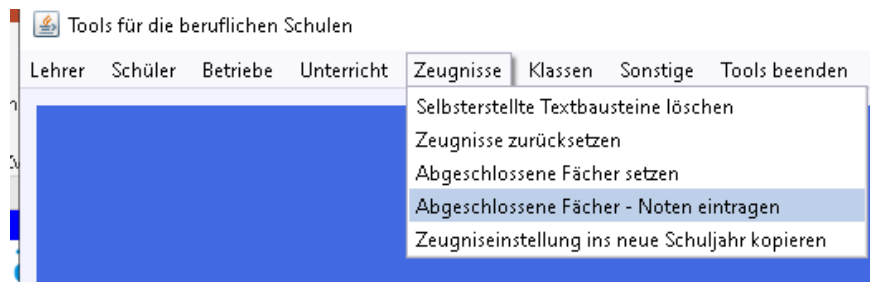 Tools für die beruflichen Schulen
Lehrer Schüler Betriebe Unterricht Zeugnisse Klassen Sonstige Tools beenden
Selbsterstellte Textbausteine löschen
Zeugnisse zurücksetzen
Abgeschlossene Fächer setzen
Abgeschlossene Fächer - Noten eintragen
Zeugniseinstellung ins neue Schuljahr kopieren